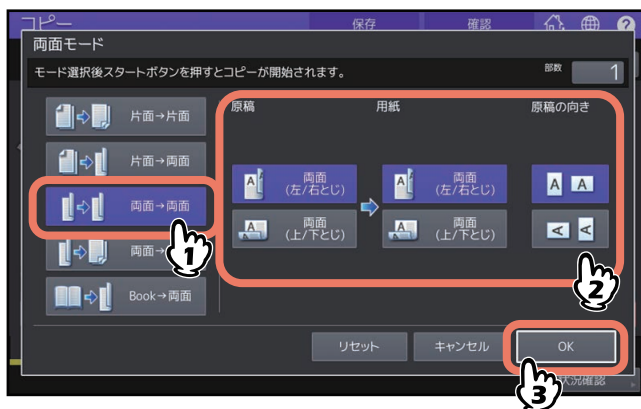 コピー
保存
確認
?
両面モード
モード選択後スタートボタンを押すとコピーが開始されます。
部数
1
片面→片面
片面→両面
両面→両面
両面→
Book→両面
原稿
用紙
原稿の向き
A
両面
(左/右とじ)
A
両面
(左/右とじ)
A A
A
両面
(上/下とじ)
A
両面
(上/下とじ)
A A
1
2
リセット
キャンセル
OK
3
状況確認